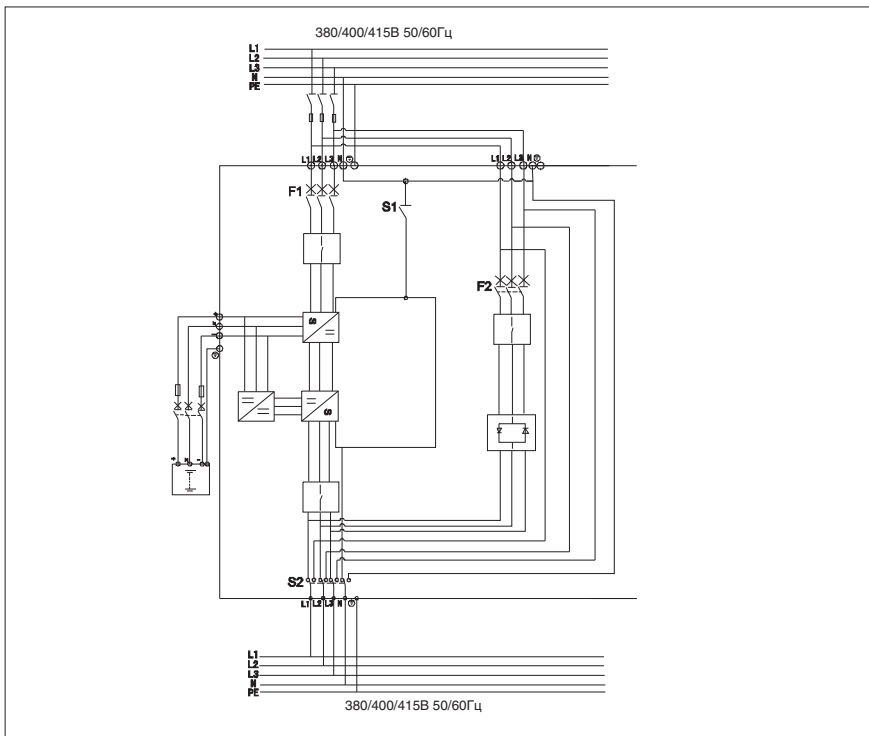 380/400/415В 50/60Гц
L1
L2
L3
N
PE
L1 L2 L3 N
L1 L2 L3 N
F1
S1
F2
+
N
-
+
N
-
S2
L1 L2 L3 N
L1
L2
L3
N
PE
380/400/415В 50/60Гц